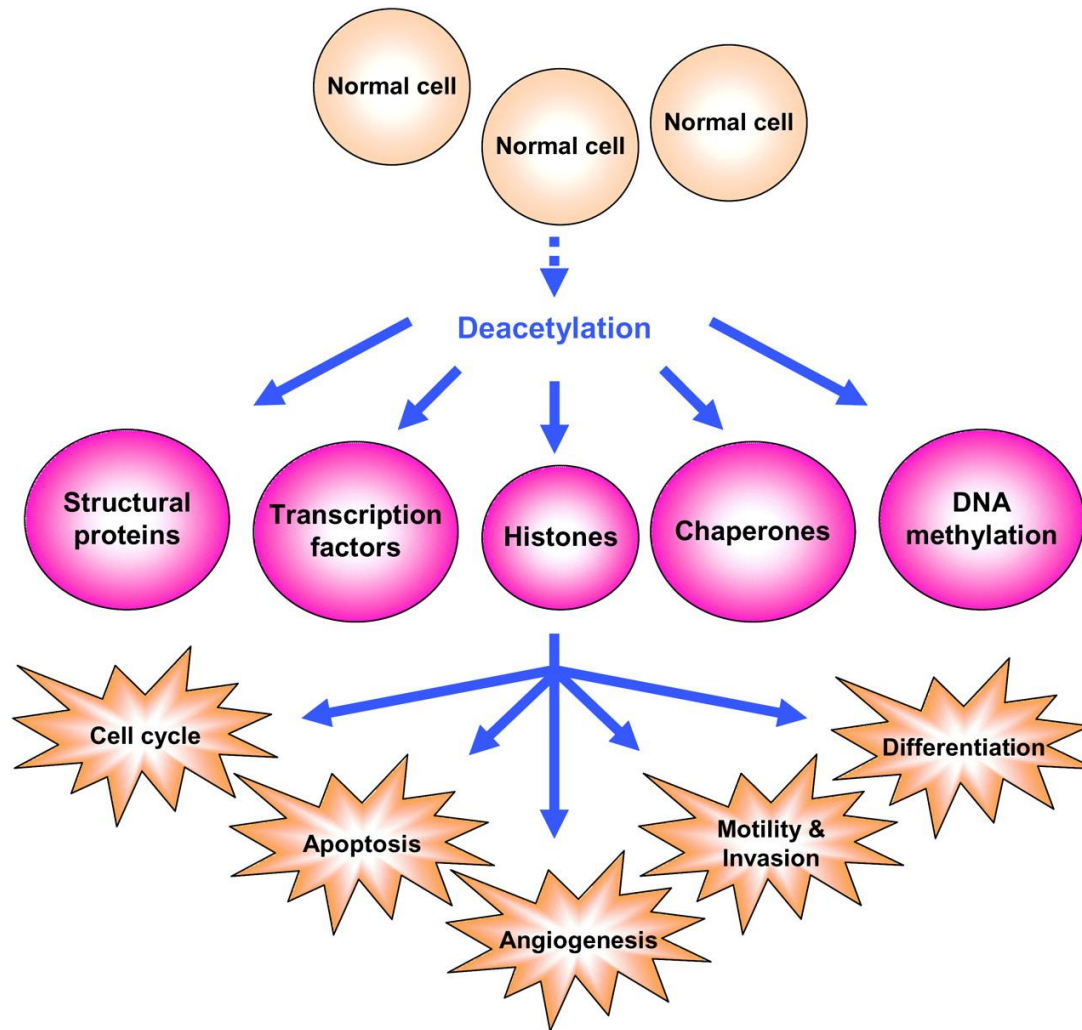 Normal cell
Normal cell
Normal cell
Deacetylation
Structural
proteins
Transcription
factors
Histones
Chaperones
DNA
methylation
Cell cycle
Apoptosis
Angiogenesis
Motility &
Invasion
Differentiation